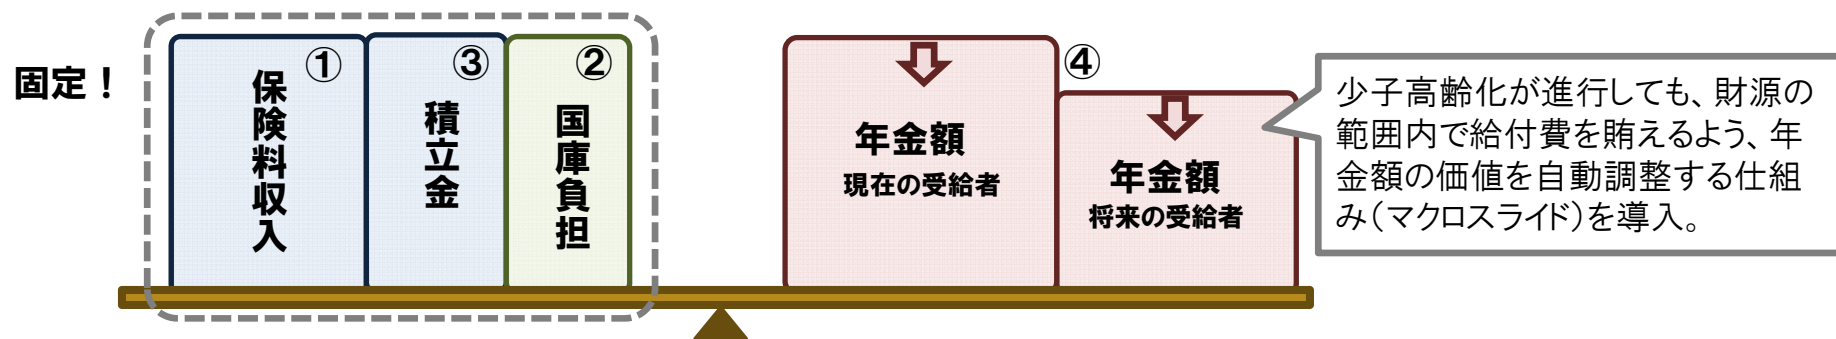 固定！
①
保険料収入
③
積立金
②
国庫負担
年金額
現在の受給者
④
年金額
将来の受給者
少子高齢化が進行しても、財源の
範囲内で給付費を賄えるよう、年
金額の価値を自動調整する仕組
み（マクロスライド）を導入。